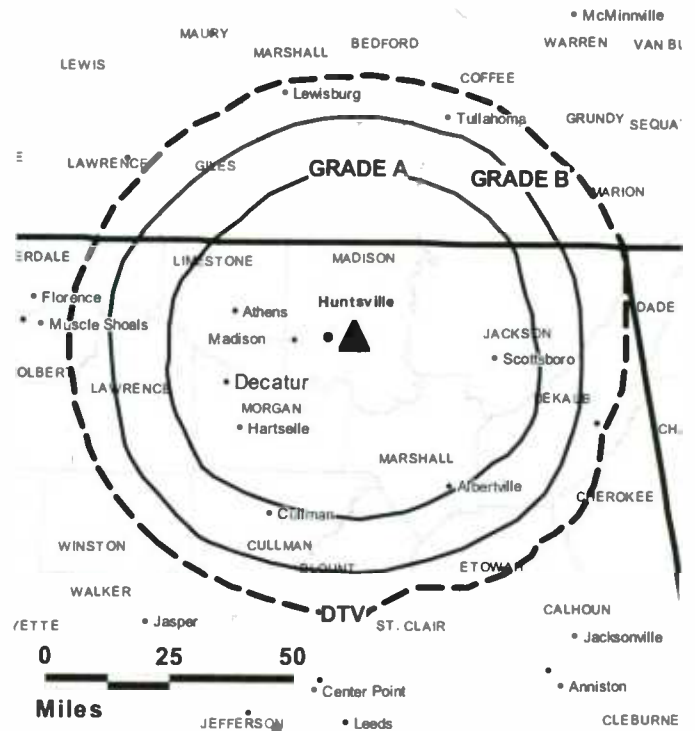 McMinnville
MAURY
BEDFORD
WARREN
MARSHALL
LEWIS
COFFEE
Lewisburg
Tullahoma
GRUNDY
LAWRENCE
GILES
GRADE A
GRADE B
MARION
ERDALE
LIMESTONE
MADISON
Florence
Huntsville
DADE
Athens
Muscle Shoals
Madison
JACKSON
Scottsboro
OLBERT
Decatur
LAWRENCE
DEKALB
MORGAN
Hartselle
CH
MARSHALL
Albertville
CHEROKEE
Cullman
WINSTON
CULLMAN
BLOUNT
ETOWAH
WALKER
DTV
CALHOUN
YETTE
Jasper
ST. CLAIR
Jacksonville
0 25 50
Center Point
Anniston
Miles
JEFFERSON
Leeds
CLEBURNE